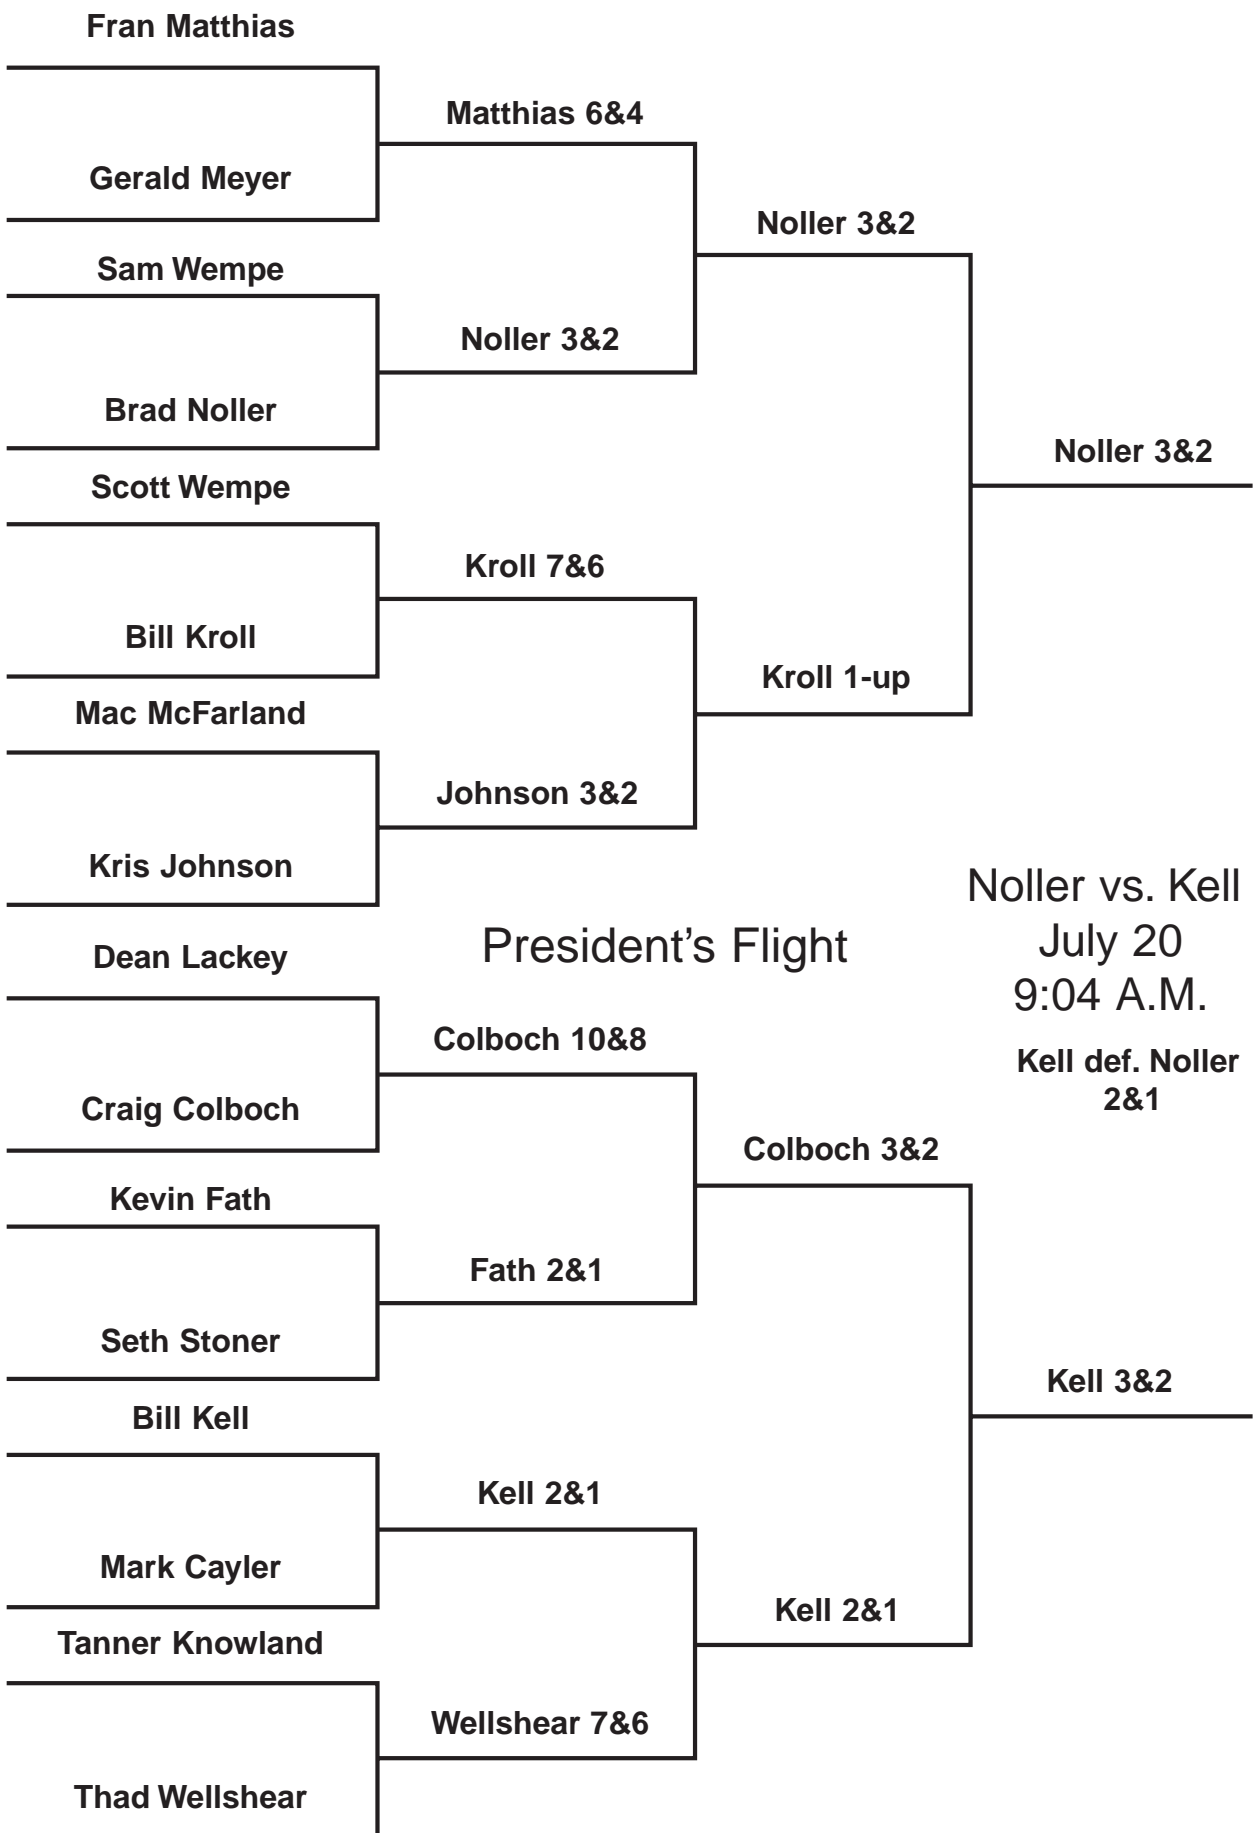 Fran Matthias
Matthias 6&4
Gerald Meyer
Noller 3&2
Sam Wempe
Noller 3&2
Brad Noller
Noller 3&2
Scott Wempe
Kroll 7&6
Bill Kroll
Kroll 1-up
Mac McFarland
Johnson 3&2
Kris Johnson
Noller vs. Kell
July 20
9:04 A.M.
President’s Flight
Dean Lackey
Colboch 10&8
Kell def. Noller
2&1
Craig Colboch
Colboch 3&2
Kevin Fath
Fath 2&1
Seth Stoner
Kell 3&2
Bill Kell
Kell 2&1
Mark Cayler
Kell 2&1
Tanner Knowland
Wellshear 7&6
Thad Wellshear